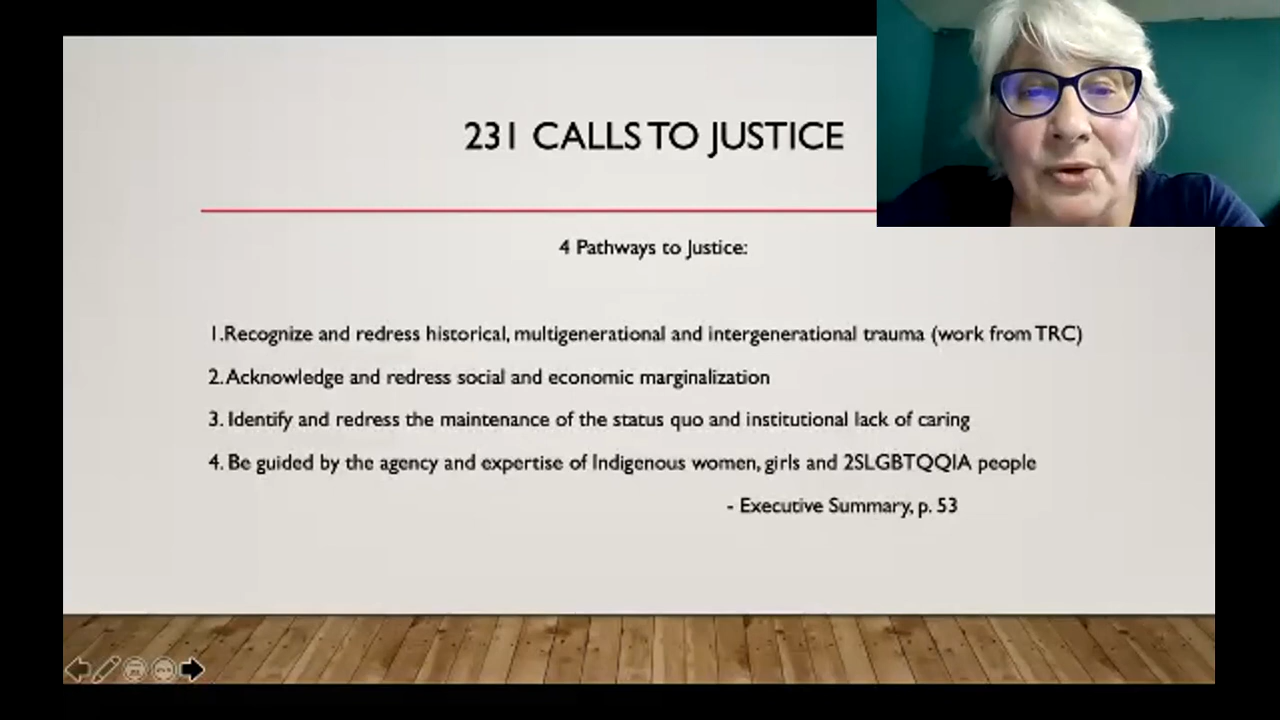 231 CALLS TO JUSTICE
4 Pathways to Justice:
1.Recognize and redress historical, multigenerational and intergenerational trauma (work from TRC)
2. Acknowledge and redress social and economic marginalization
3. Identify and redress the maintenance of the status quo and institutional lack of caring
4. Be guided by the agency and expertise of Indigenous women, girls and 2SLGBTQQIA people
- Executive Summary, p. 53